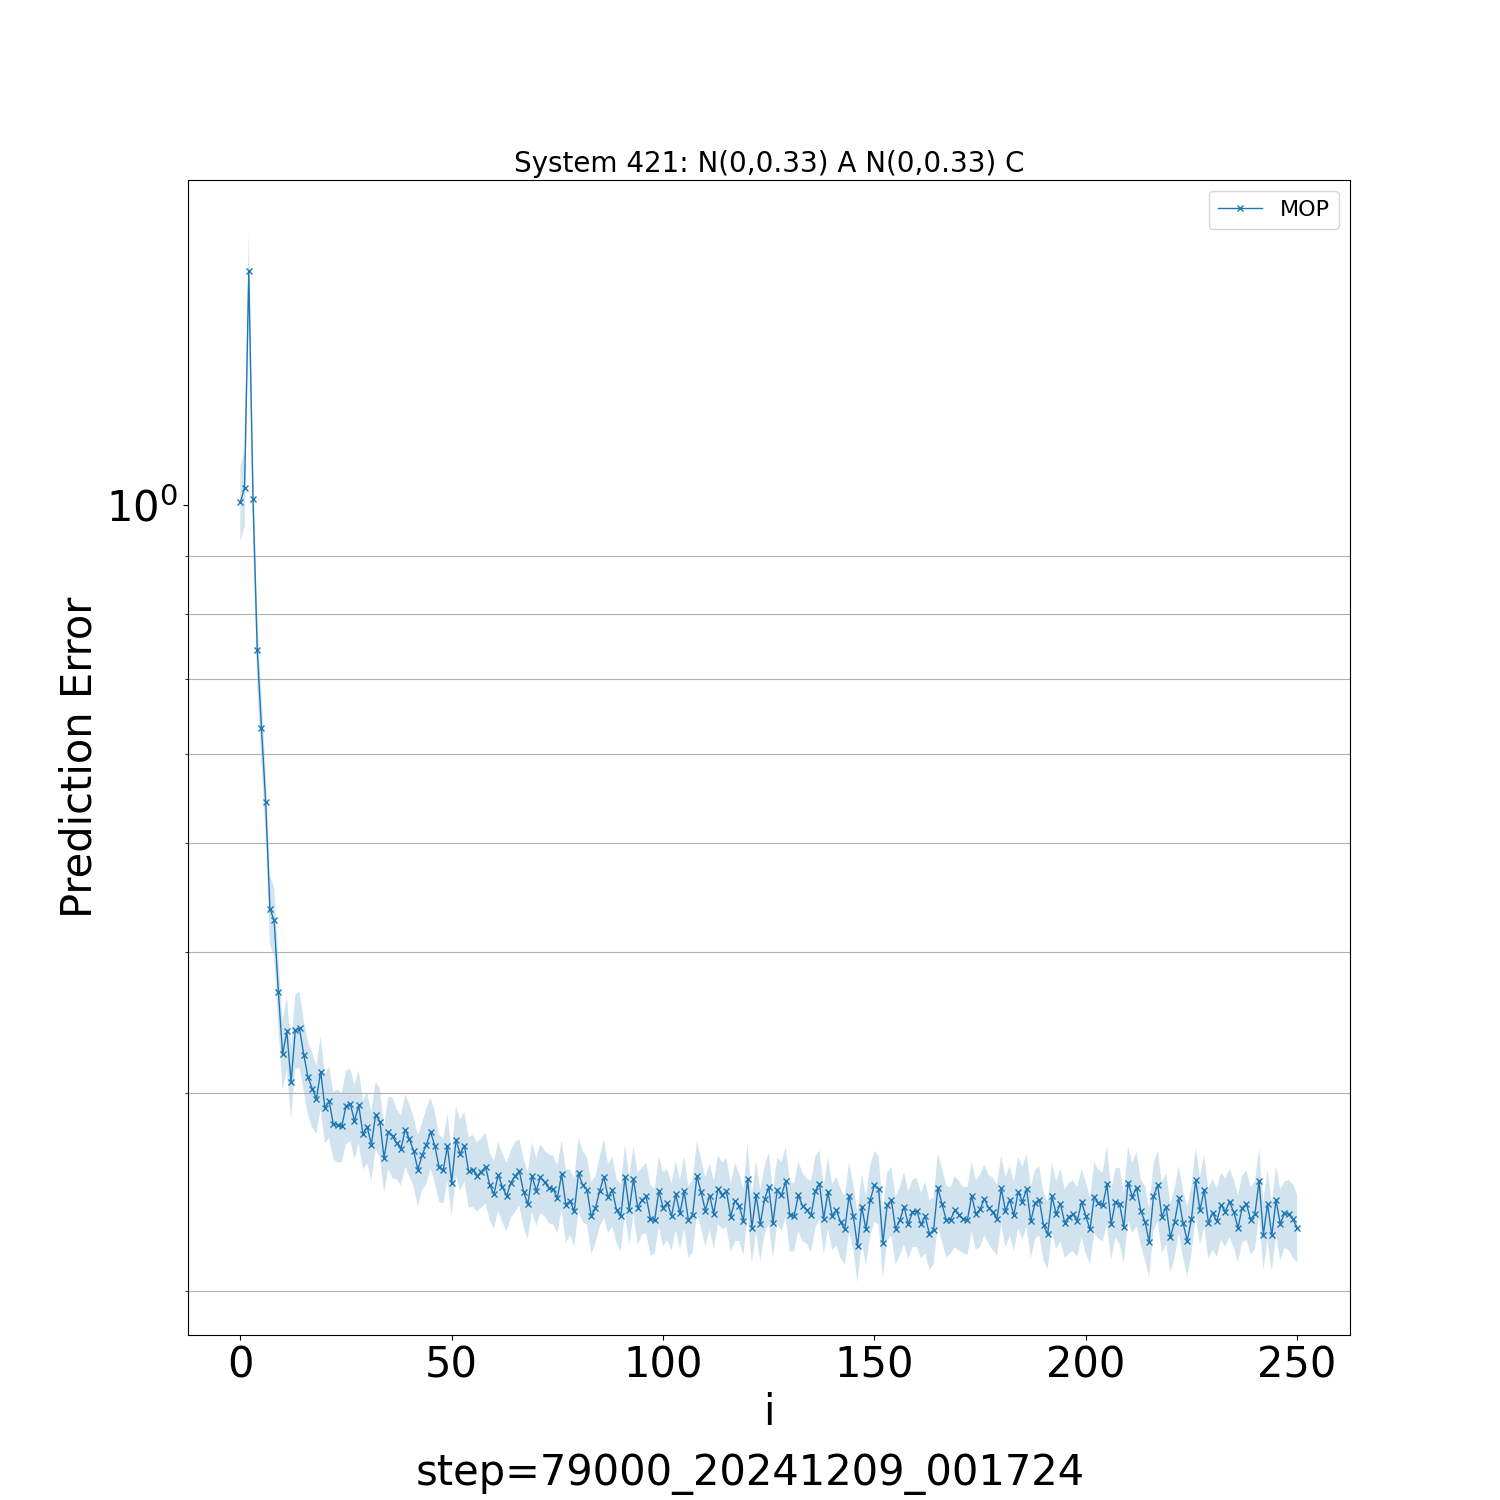 System 421: N(0,0.33) A N(0,0.33) C
MOP
10⁰
Prediction Error
0 50 100 150 200 250
i
step=79000_20241209_001724